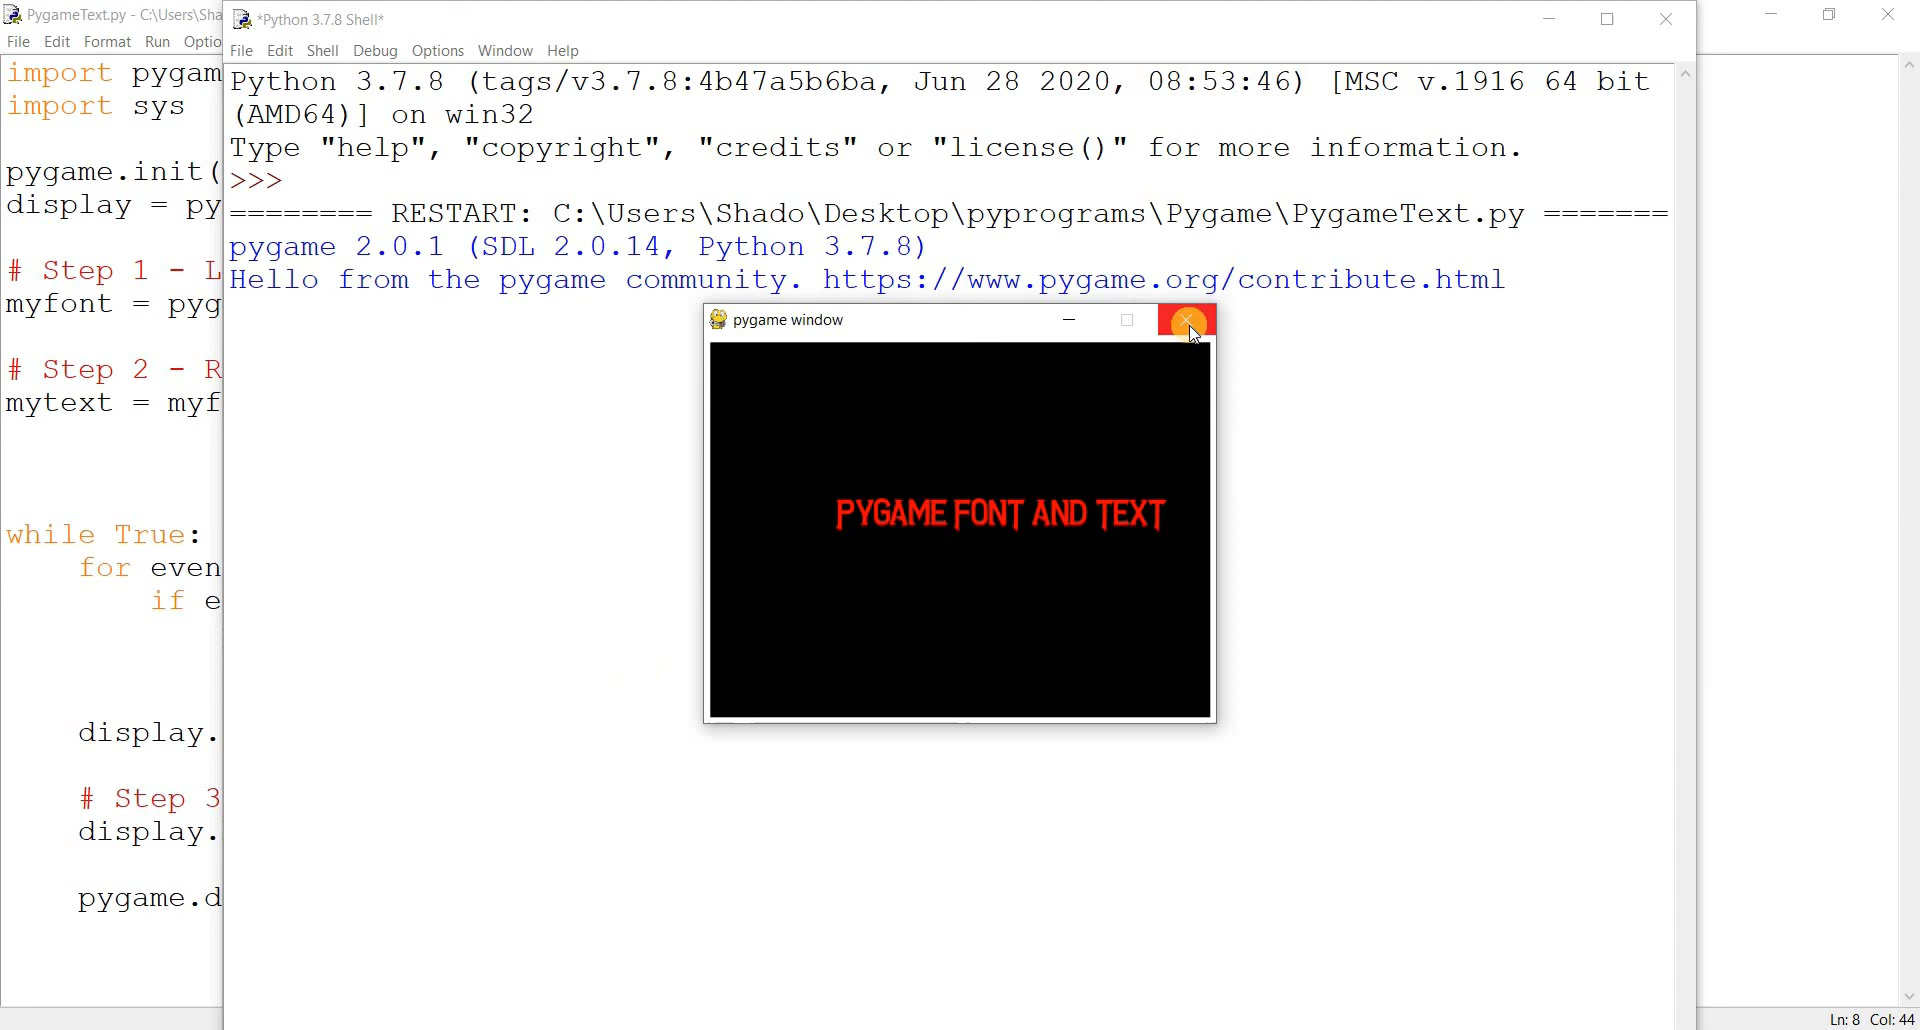 PygameText.py - C:\Users\Sha
File Edit Format Run Optio
import pygam
import sys
pygame.init(
display = py
# Step 1 - L
myfont = pyg
# Step 2 - R
mytext = myf
while True:
for even
if e
display.
# Step 3
display.
pygame.d
*Python 3.7.8 Shell*
File Edit Shell Debug Options Window Help
Python 3.7.8 (tags/v3.7.8:4b47a5b6ba, Jun 28 2020, 08:53:46) [MSC v.1916 64 bit
(AMD64)] on win32
Type "help", "copyright", "credits" or "license()" for more information.
>>>
======== RESTART: C:\Users\Shado\Desktop\pyprograms\Pygame\PygameText.py =======
pygame 2.0.1 (SDL 2.0.14, Python 3.7.8)
Hello from the pygame community. https://www.pygame.org/contribute.html
pygame window
PYGAME FONT AND TEXT
Ln: 8 Col: 44